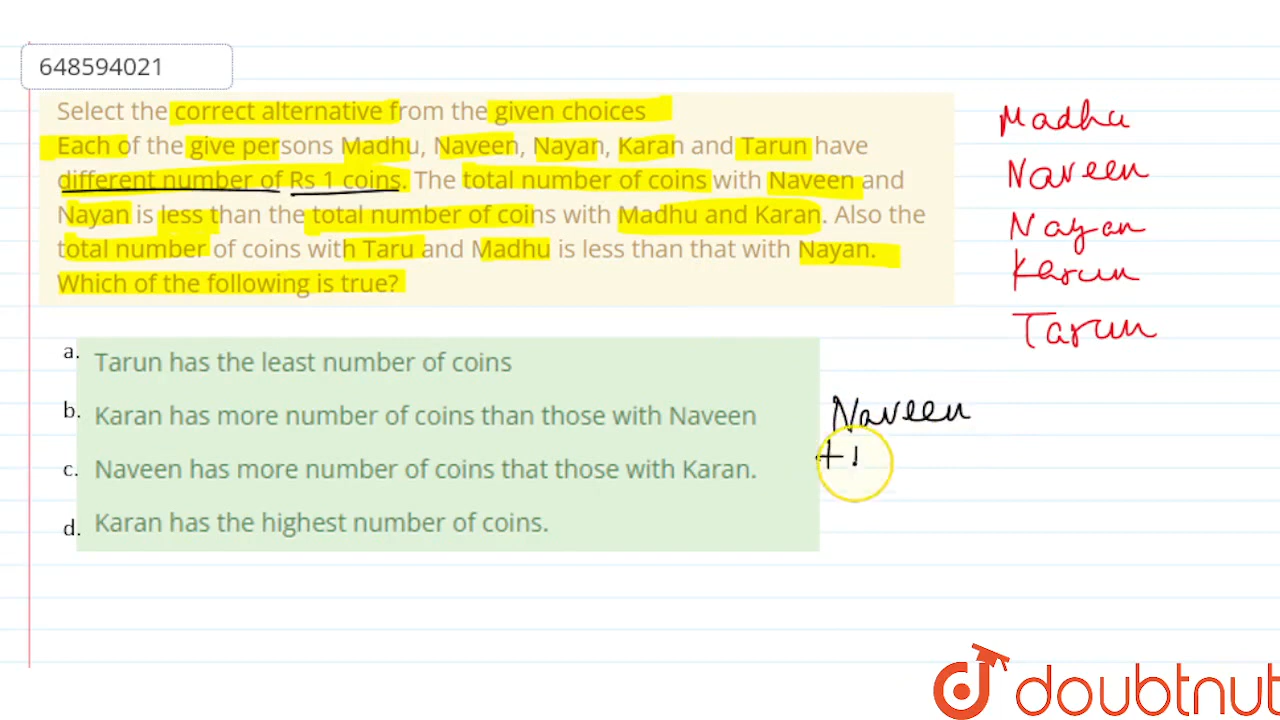 648594021
Select the correct alternative from the given choices
Each of the give persons Madhu, Naveen, Nayan, Karan and Tarun have
different number of Rs 1 coins. The total number of coins with Naveen and
Nayan is less than the total number of coins with Madhu and Karan. Also the
total number of coins with Taru and Madhu is less than that with Nayan.
Which of the following is true?
Madhu
Naveen
Nayan
Karun
Tarun
a. Tarun has the least number of coins
b. Karan has more number of coins than those with Naveen
c. Naveen has more number of coins that those with Karan.
d. Karan has the highest number of coins.
Naveen
+
doubtnut